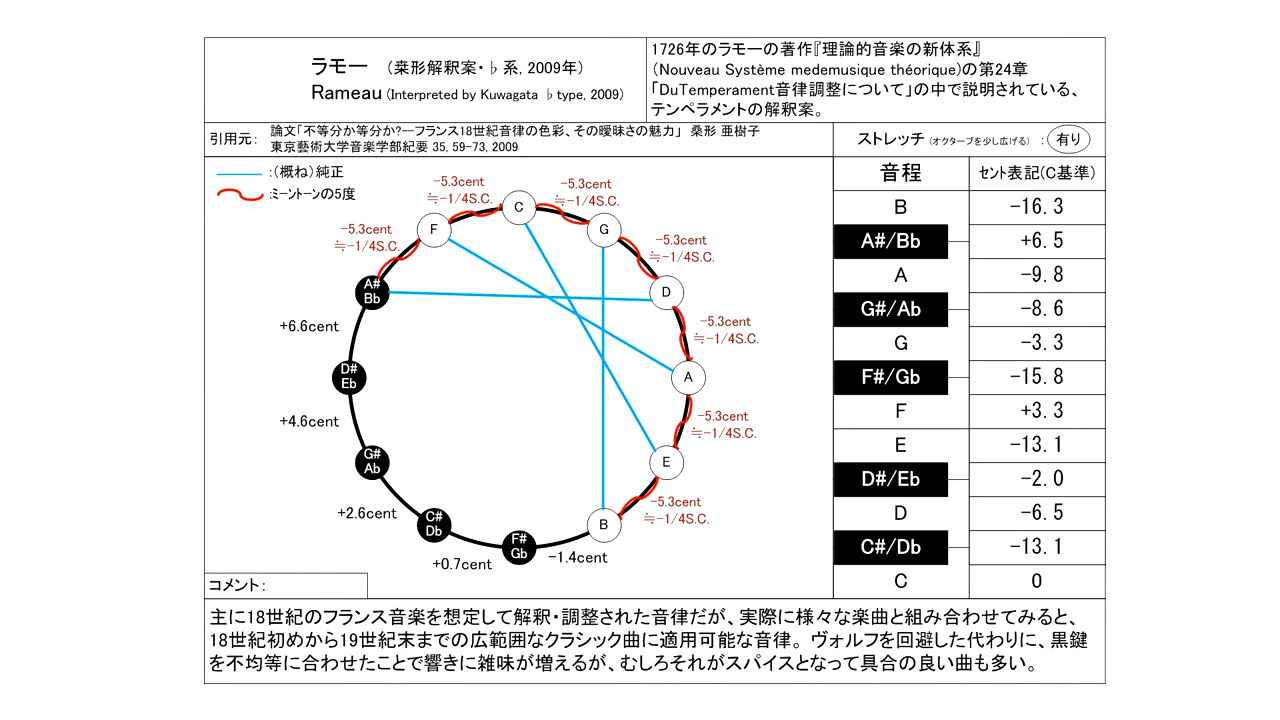 ラモー （桒形解釈案・♭系, 2009年）
Rameau (Interpreted by Kuwagata ♭type, 2009)
1726年のラモーの著作『理論的音楽の新体系』
（Nouveau Système medemusique théorique)の第24章
「DuTemperament音律調整について」の中で説明されている、
テンペラメントの解釈案。
引用元：
論文「不等分か等分か?--フランス18世紀音律の色彩、その曖昧さの魅力」 桑形 亜樹子
東京藝術大学音楽学部紀要 35, 59-73, 2009
ストレッチ（オクターブを少し広げる）： 有り
:（概ね）純正
:ミーントーンの5度
-5.3cent
≒-1/4S.C.
-5.3cent
≒-1/4S.C.
-5.3cent
≒-1/4S.C.
-5.3cent
≒-1/4S.C.
-5.3cent
≒-1/4S.C.
-5.3cent
≒-1/4S.C.
-5.3cent
≒-1/4S.C.
C
G
D
A
E
B
F#
Gb
C#
Db
G#
Ab
D#
Eb
A#
Bb
F
+6.6cent
+4.6cent
+2.6cent
+0.7cent
-1.4cent
音程 セント表記(C基準)
B -16.3
A#/Bb +6.5
A -9.8
G#/Ab -8.6
G -3.3
F#/Gb -15.8
F +3.3
E -13.1
D#/Eb -2.0
D -6.5
C#/Db -13.1
C 0
コメント：
主に18世紀のフランス音楽を想定して解釈・調整された音律だが、実際に様々な楽曲と組み合わせてみると、
18世紀初めから19世紀末までの広範囲なクラシック曲に適用可能な音律。ヴォルフを回避した代わりに、黒鍵
を不均等に合わせたことで響きに雑味が増えるが、むしろそれがスパイスとなって具合の良い曲も多い。